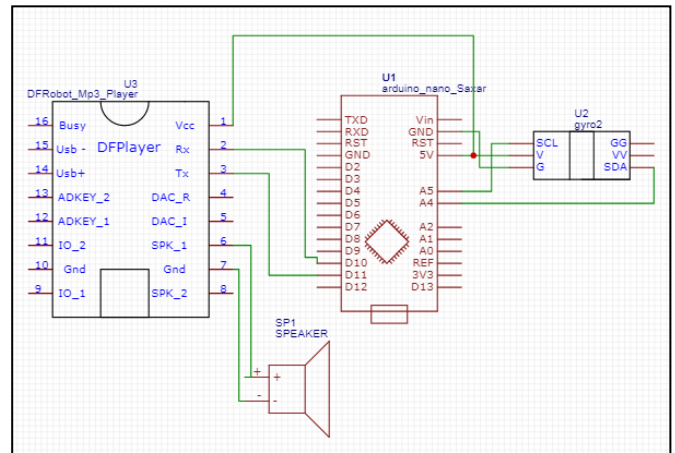 U3
DFRobot_Mp3_Player
DFPlayer
16 Busy Vcc 1
15 Usb - Rx 2
14 Usb+ Tx 3
13 ADKEY_2 DAC_R 4
12 ADKEY_1 DAC_I 5
11 IO_2 SPK_1 6
10 Gnd Gnd 7
9 IO_1 SPK_2 8
U1
arduino_nano_Saxar
TXD Vin
RXD GND
RST RST
GND 5V
D2
D3
D4 A5
D5 A4
D6
D7 A2
D8 A1
D9 A0
D10 REF
D11 3V3
D12 D13
U2
gyro2
SCL GG
V VV
G SDA
SP1
SPEAKER
+ +
- -